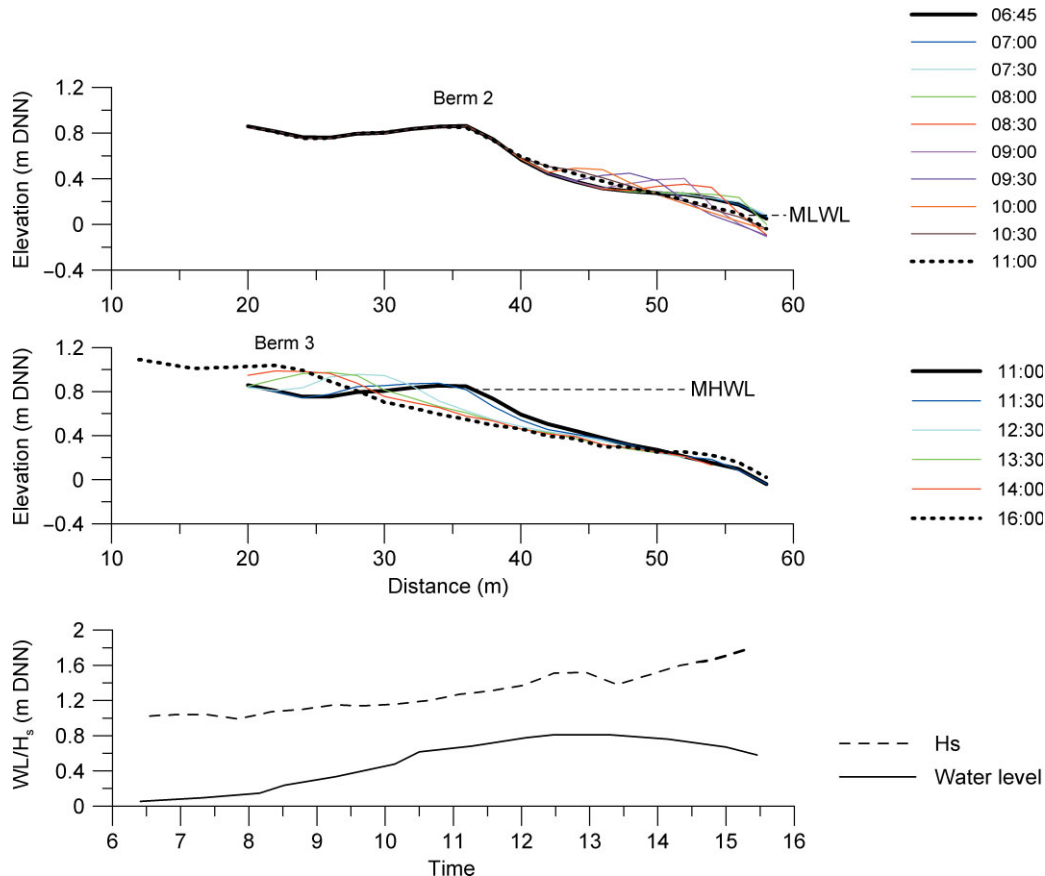 06:45
07:00
07:30
08:00
08:30
09:00
09:30
10:00
10:30
11:00
Elevation (m DNN)
1.2
0.8
0.4
0
−0.4
Berm 2
MLWL
10 20 30 40 50 60
Elevation (m DNN)
1.2
0.8
0.4
0
−0.4
Berm 3
MHWL
10 20 30 40 50 60
Distance (m)
11:00
11:30
12:30
13:30
14:00
16:00
WL/Hs (m DNN)
2
1.6
1.2
0.8
0.4
0
6 7 8 9 10 11 12 13 14 15 16
Time
Hs
Water level